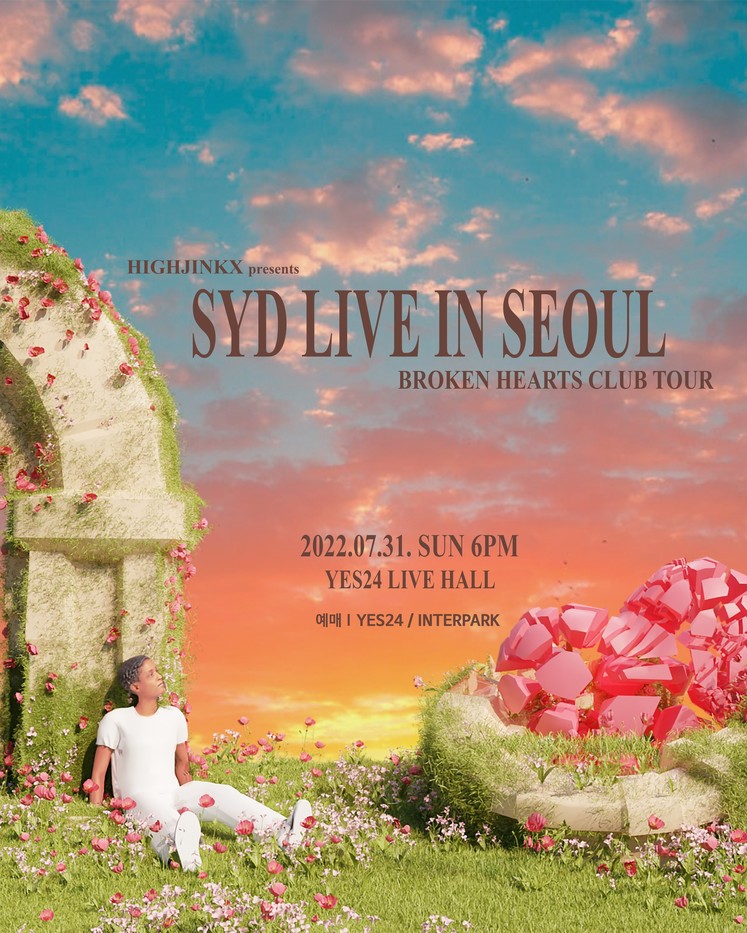 HIGHJINKX presents
SYD LIVE IN SEOUL
BROKEN HEARTS CLUB TOUR
2022.07.31. SUN 6PM
YES24 LIVE HALL
예매 I YES24 / INTERPARK